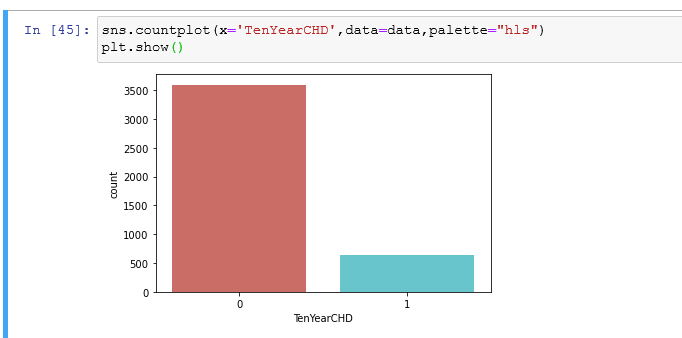 In [45]: sns.countplot(x='TenYearCHD',data=data,palette="hls")
plt.show()
3500
3000
2500
2000
1500
1000
500
0
count
0 1
TenYearCHD